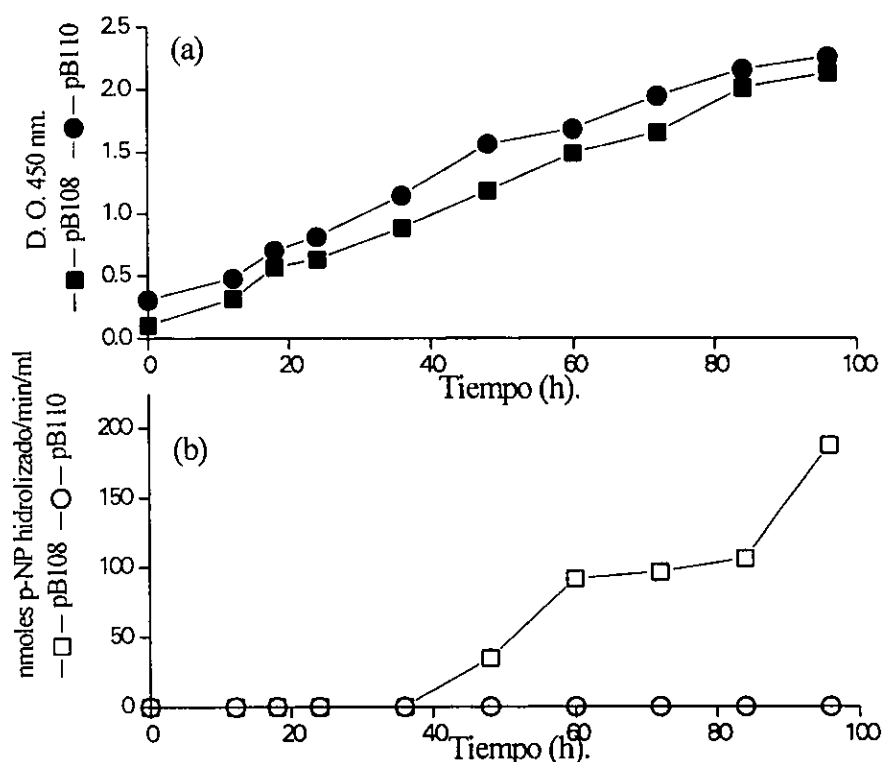 (a)
D. O. 450 nm.
pB108 pB110
2.5
2.0
1.5
1.0
0.5
0.0
0 20 40 60 80 100
Tiempo (h).
(b)
nmoles p-NP hidrolizado/min/ml
pB108 pB110
200
150
100
50
0
0 20 40 60 80 100
Tiempo (h).